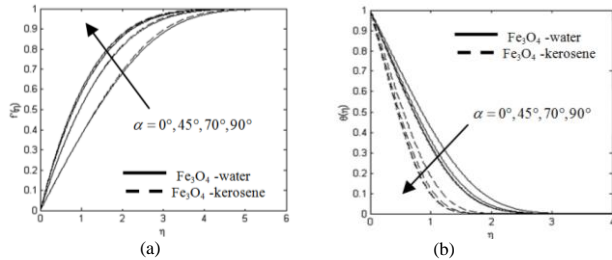 1
0.9
0.8
0.7
0.6
0.5
0.4
0.3
0.2
0.1
0
f'(η)
α = 0°, 45°, 70°, 90°
Fe₃O₄ -water
Fe₃O₄ -kerosene
0 1 2 3 4 5 6
η
(a)
1
0.9
0.8
0.7
0.6
0.5
0.4
0.3
0.2
0.1
0
θ(η)
Fe₃O₄ -water
Fe₃O₄ -kerosene
α = 0°, 45°, 70°, 90°
0 1 2 3 4
η
(b)